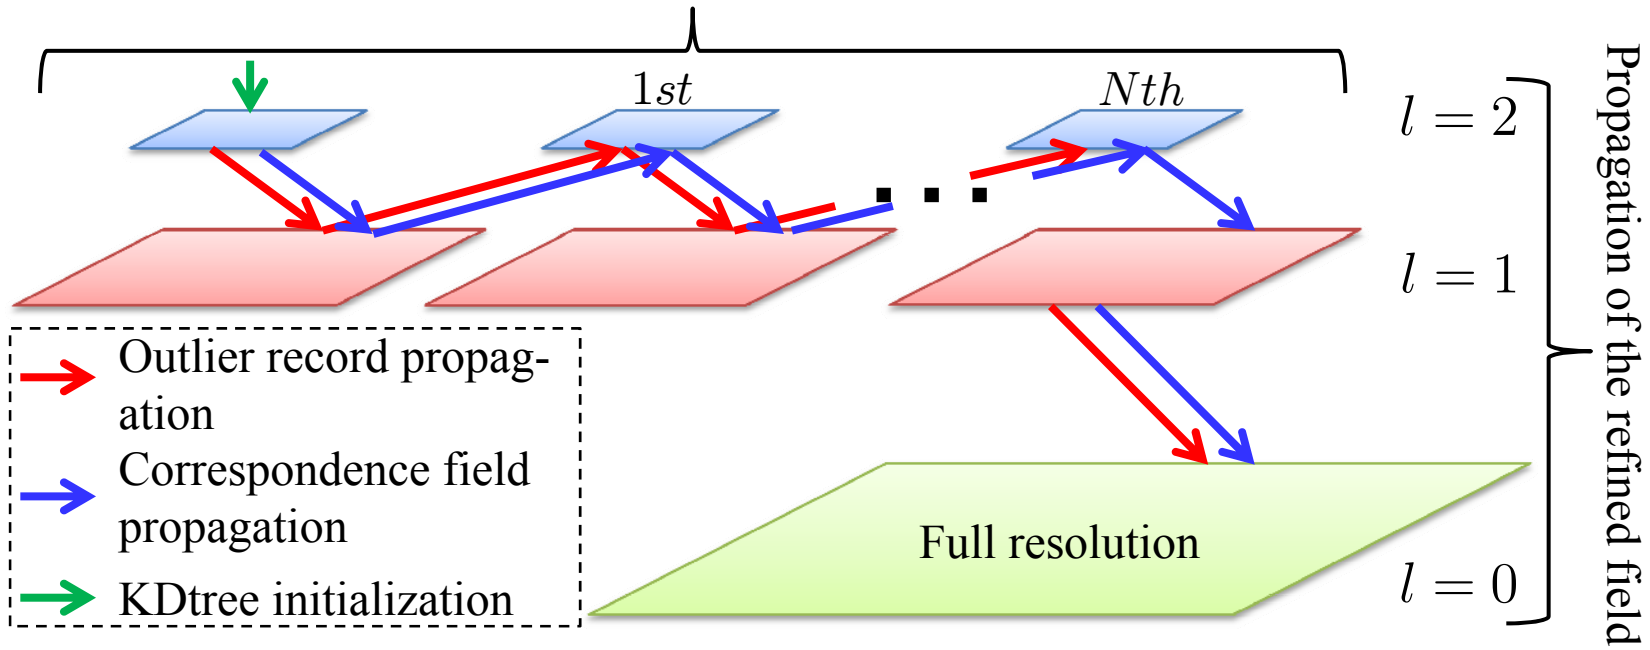 1st
Nth
l = 2
l = 1
l = 0
Propagation of the refined field
Outlier record propag-
ation
Correspondence field
propagation
KDtree initialization
Full resolution